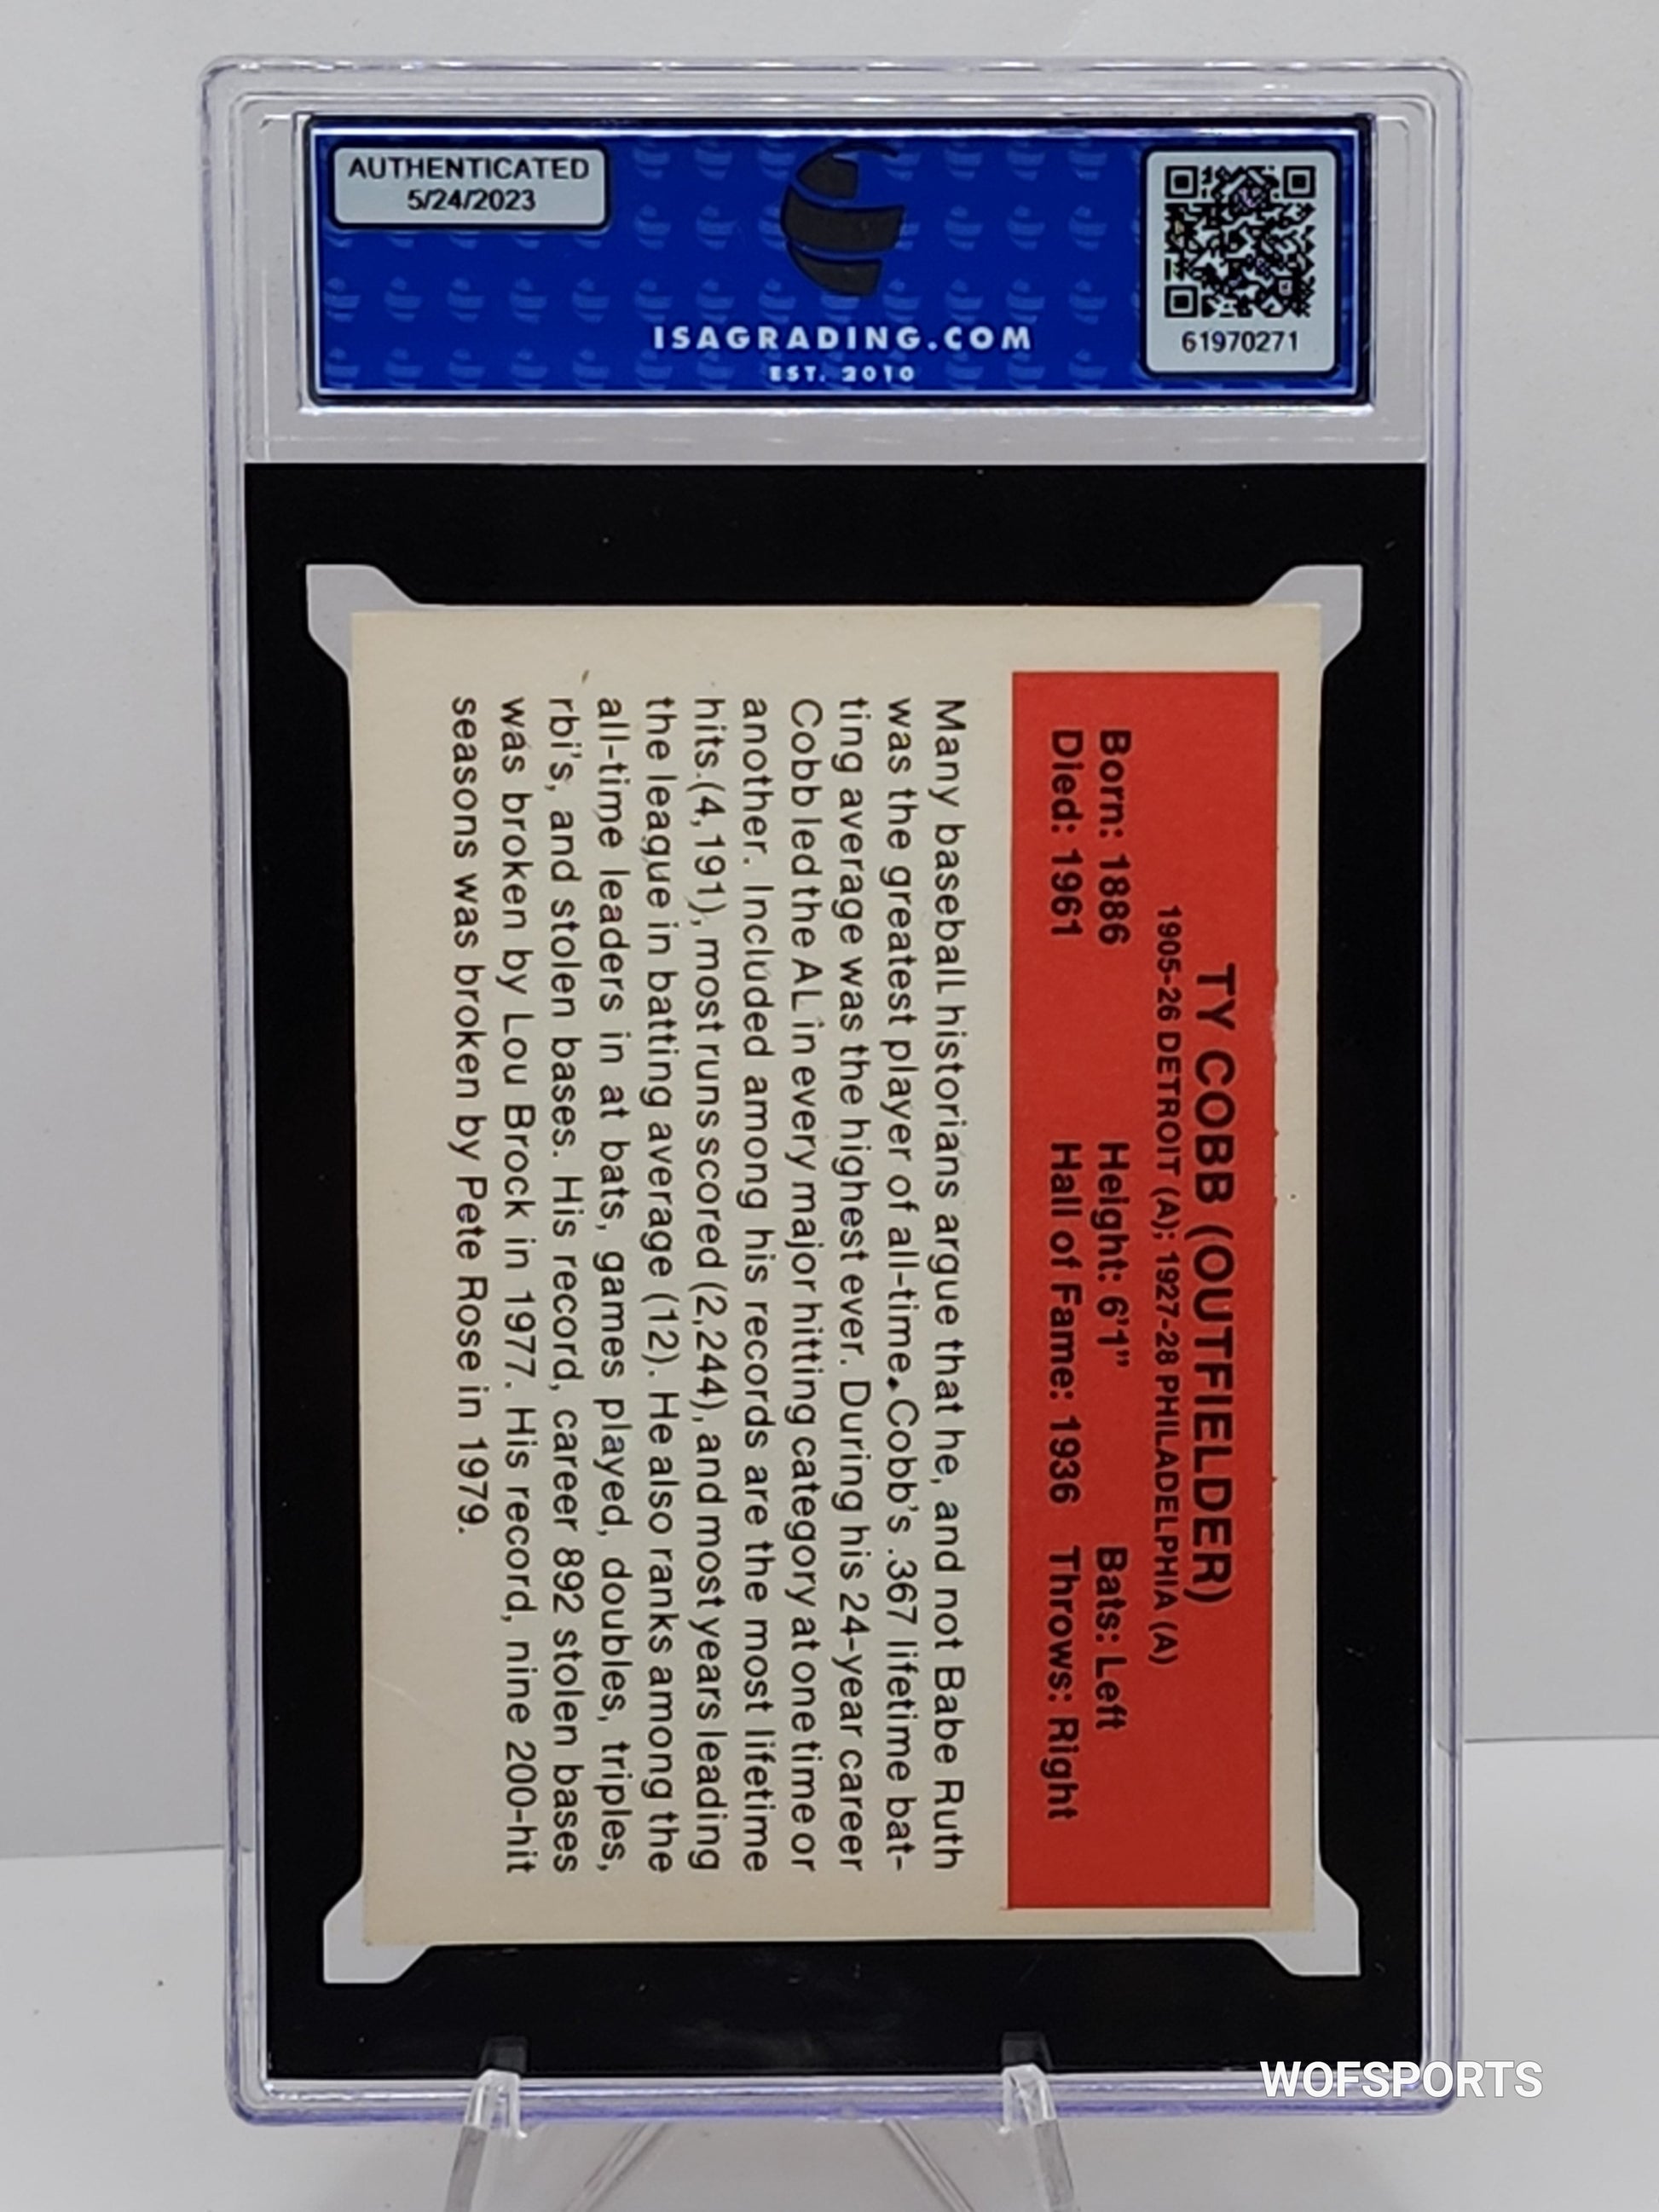 AUTHENTICATED
5/24/2023
ISAGRADING.COM
EST. 2010
61970271
TY COBB (OUTFIELDER)
1905-26 DETROIT (A); 1927-28 PHILADELPHIA (A)
Born: 1886 Height: 6'1" Bats: Left
Died: 1961 Hall of Fame: 1936 Throws: Right
Many baseball historians argue that he, and not Babe Ruth
was the greatest player of all-time. Cobb's .367 lifetime bat-
ting average was the highest ever. During his 24-year career
Cobb led the AL in every major hitting category at one time or
another. Included among his records are the most lifetime
hits (4,191), most runs scored (2,244), and most years leading
the league in batting average (12). He also ranks among the
all-time leaders in at bats, games played, doubles, triples,
rbi's, and stolen bases. His record, career 892 stolen bases
was broken by Lou Brock in 1977. His record, nine 200-hit
seasons was broken by Pete Rose in 1979.
WOFSPORTS